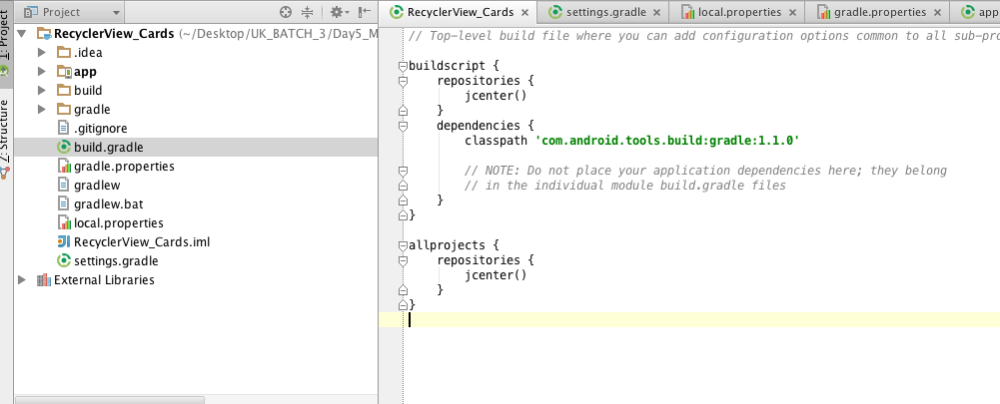 1: Project
Z: Structure
Project
RecyclerView_Cards (~/Desktop/UK_BATCH_3/Day5_M
.idea
app
build
gradle
.gitignore
build.gradle
gradle.properties
gradlew
gradlew.bat
local.properties
RecyclerView_Cards.iml
settings.gradle
External Libraries
RecyclerView_Cards
settings.gradle
local.properties
gradle.properties
app
// Top-level build file where you can add configuration options common to all sub-pro
buildscript {
repositories {
jcenter()
}
dependencies {
classpath 'com.android.tools.build:gradle:1.1.0'
// NOTE: Do not place your application dependencies here; they belong
// in the individual module build.gradle files
}
}
allprojects {
repositories {
jcenter()
}
}